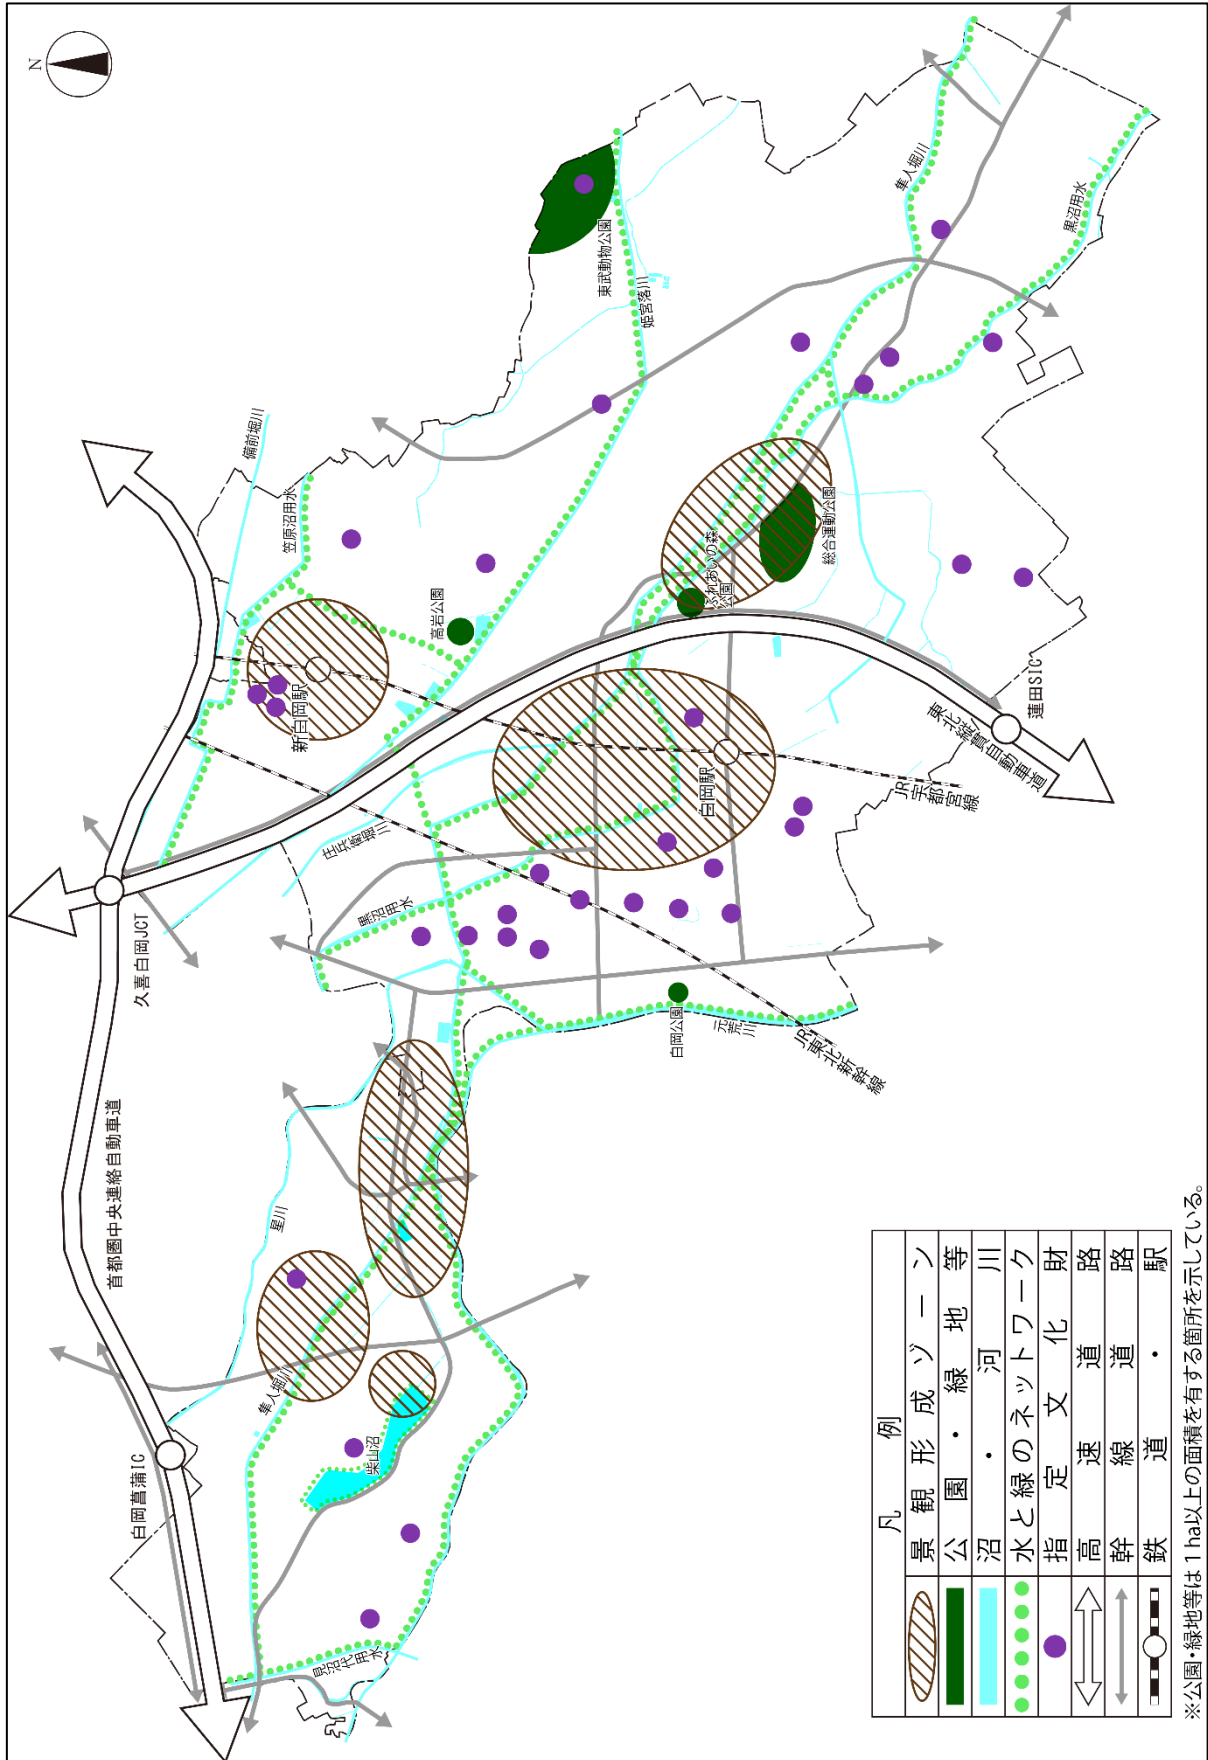 N
首都圏中央連絡自動車道
白岡菖蒲IC
久喜白岡JCT
備前堀川
笠原沼用水
新白岡駅
高岩公園
東武動物公園
姫宮落川
隼人堀川
黒沼用水
ふれあいの森
公園
総合運動公園
蓮田SIC
東北縦貫自動車道
JR宇都宮線
白岡駅
庄兵衛堀川
黒沼用水
白岡公園
元荒川
JR東北新幹線
星川
隼人堀川
柴山沼
見沼代用水
凡例
景観形成ゾーン
公園・緑地等
沼・河川
水と緑のネットワーク
指定文化財
高速道路
幹線道路
鉄道・駅
※公園・緑地等は1ha以上の面積を有する箇所を示している。